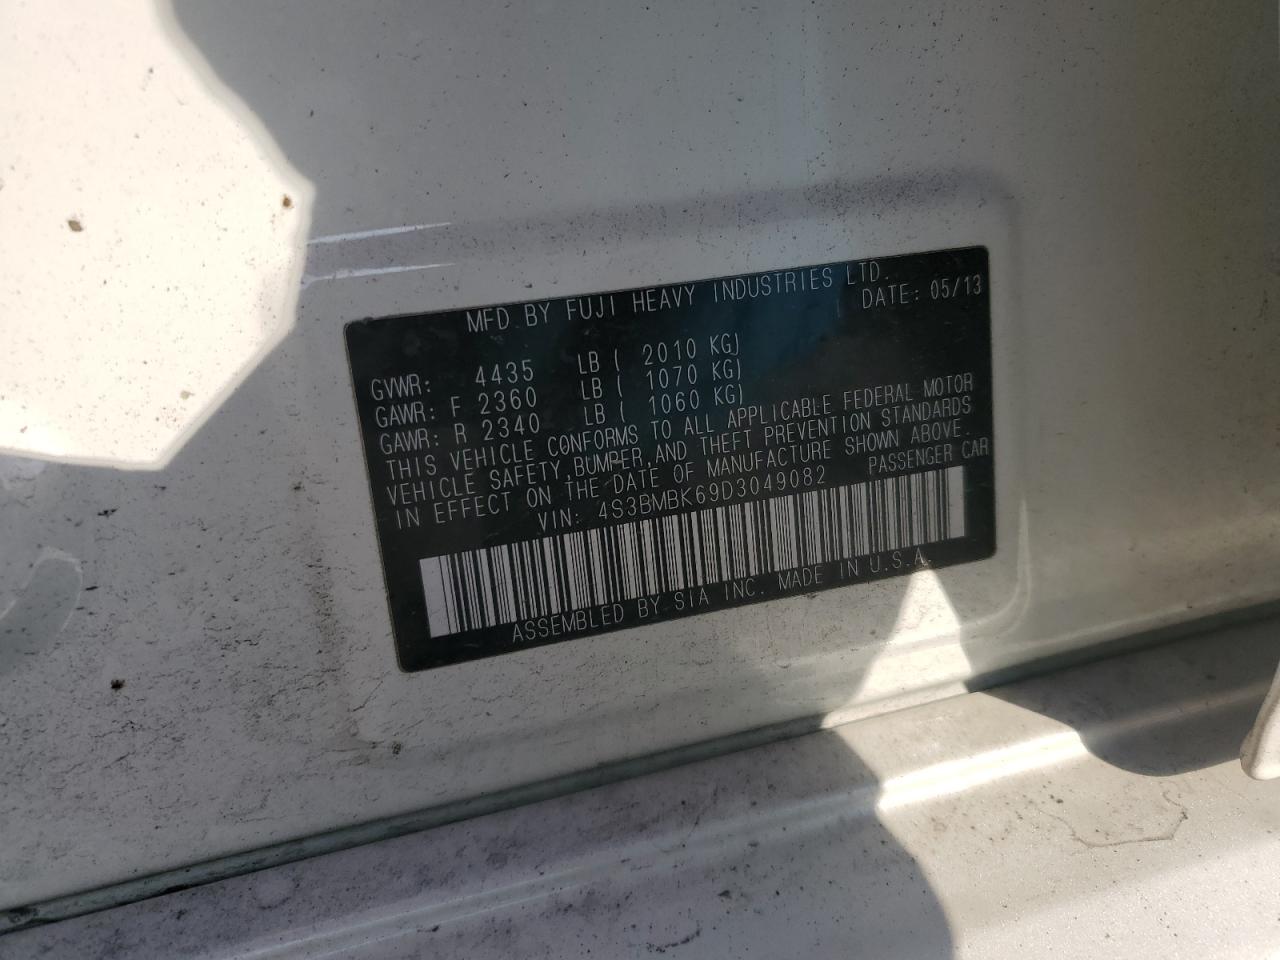 MFD. BY FUJI HEAVY INDUSTRIES LTD.
DATE: 05/13
GVWR: 4435 LB ( 2010 KG)
GAWR: F 2360 LB ( 1070 KG)
GAWR: R 2340 LB ( 1060 KG)
THIS VEHICLE CONFORMS TO ALL APPLICABLE FEDERAL MOTOR
VEHICLE SAFETY, BUMPER, AND THEFT PREVENTION STANDARDS
IN EFFECT ON THE DATE OF MANUFACTURE SHOWN ABOVE.
VIN: 4S3BMBK69D3049082 PASSENGER CAR
ASSEMBLED BY SIA INC. MADE IN U.S.A.